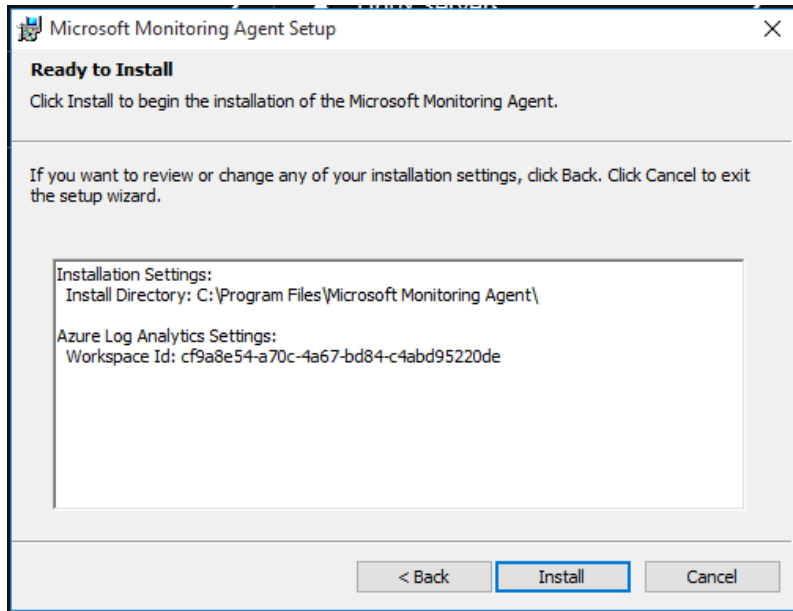 Microsoft Monitoring Agent Setup
Ready to Install
Click Install to begin the installation of the Microsoft Monitoring Agent.
If you want to review or change any of your installation settings, click Back. Click Cancel to exit
the setup wizard.
Installation Settings:
Install Directory: C:\Program Files\Microsoft Monitoring Agent\
Azure Log Analytics Settings:
Workspace Id: cf9a8e54-a70c-4a67-bd84-c4abd95220de
< Back
Install
Cancel